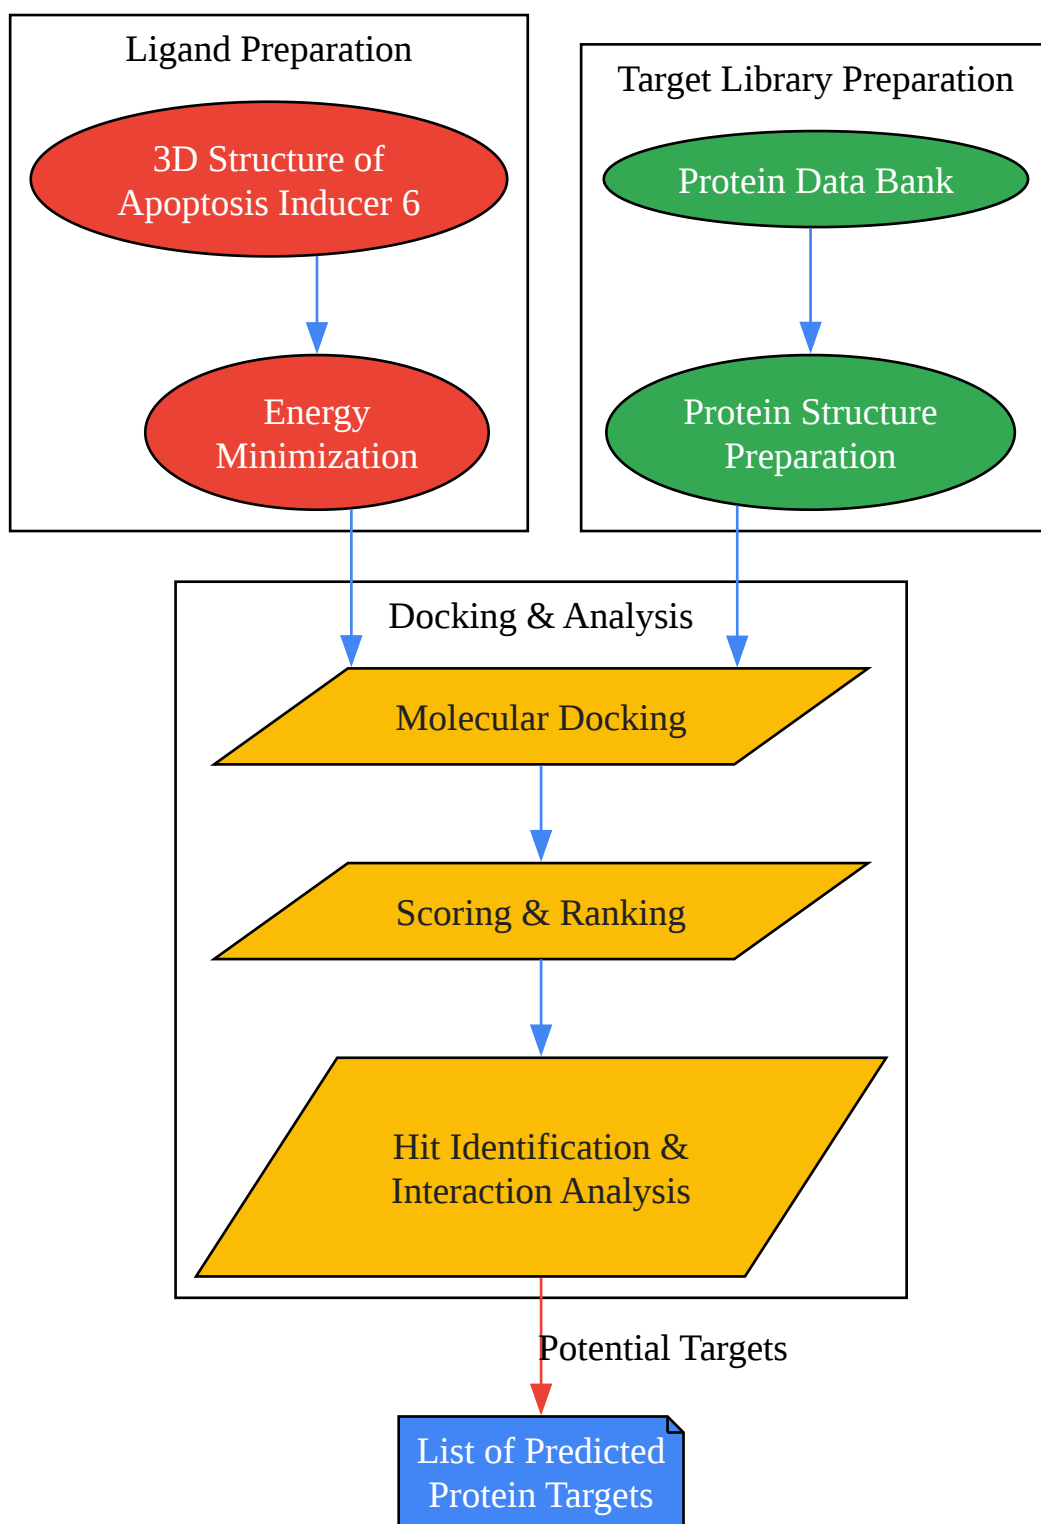 Ligand Preparation
3D Structure of
Apoptosis Inducer 6
Energy
Minimization
Target Library Preparation
Protein Data Bank
Protein Structure
Preparation
Docking & Analysis
Molecular Docking
Scoring & Ranking
Hit Identification &
Interaction Analysis
Potential Targets
List of Predicted
Protein Targets